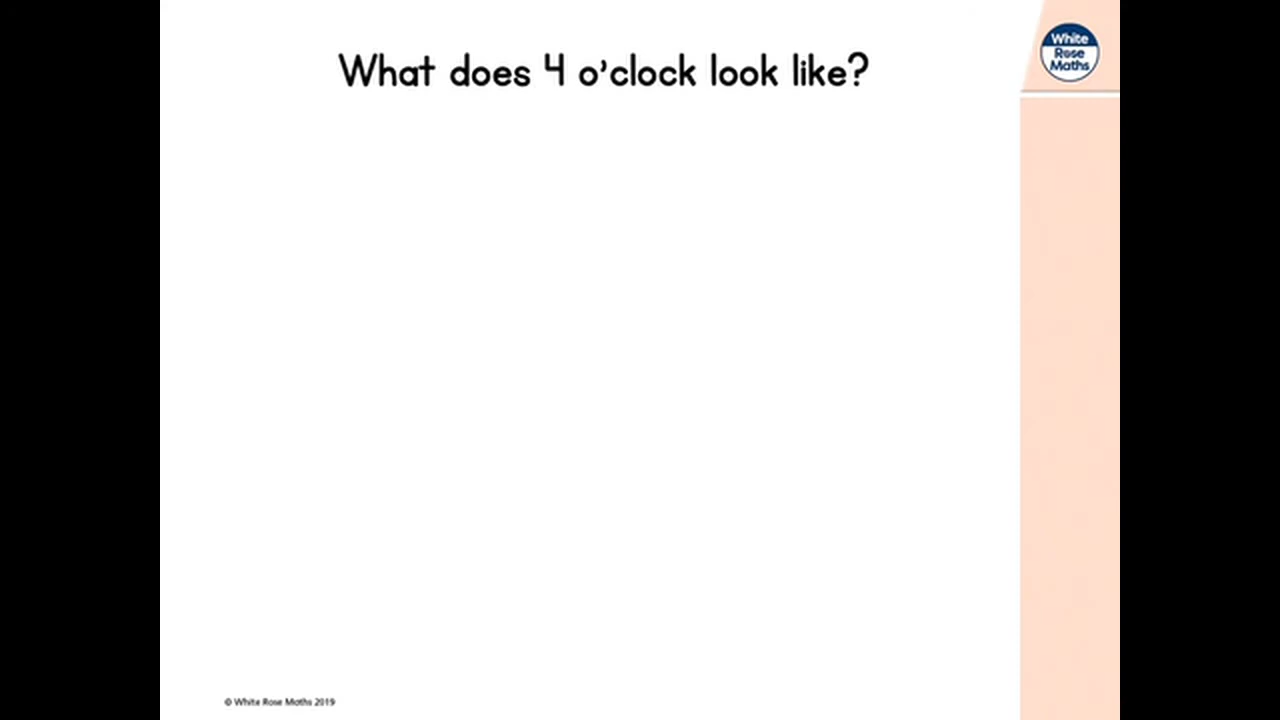 What does 4 o'clock look like?
White
Rose
Maths
© White Rose Maths 2019